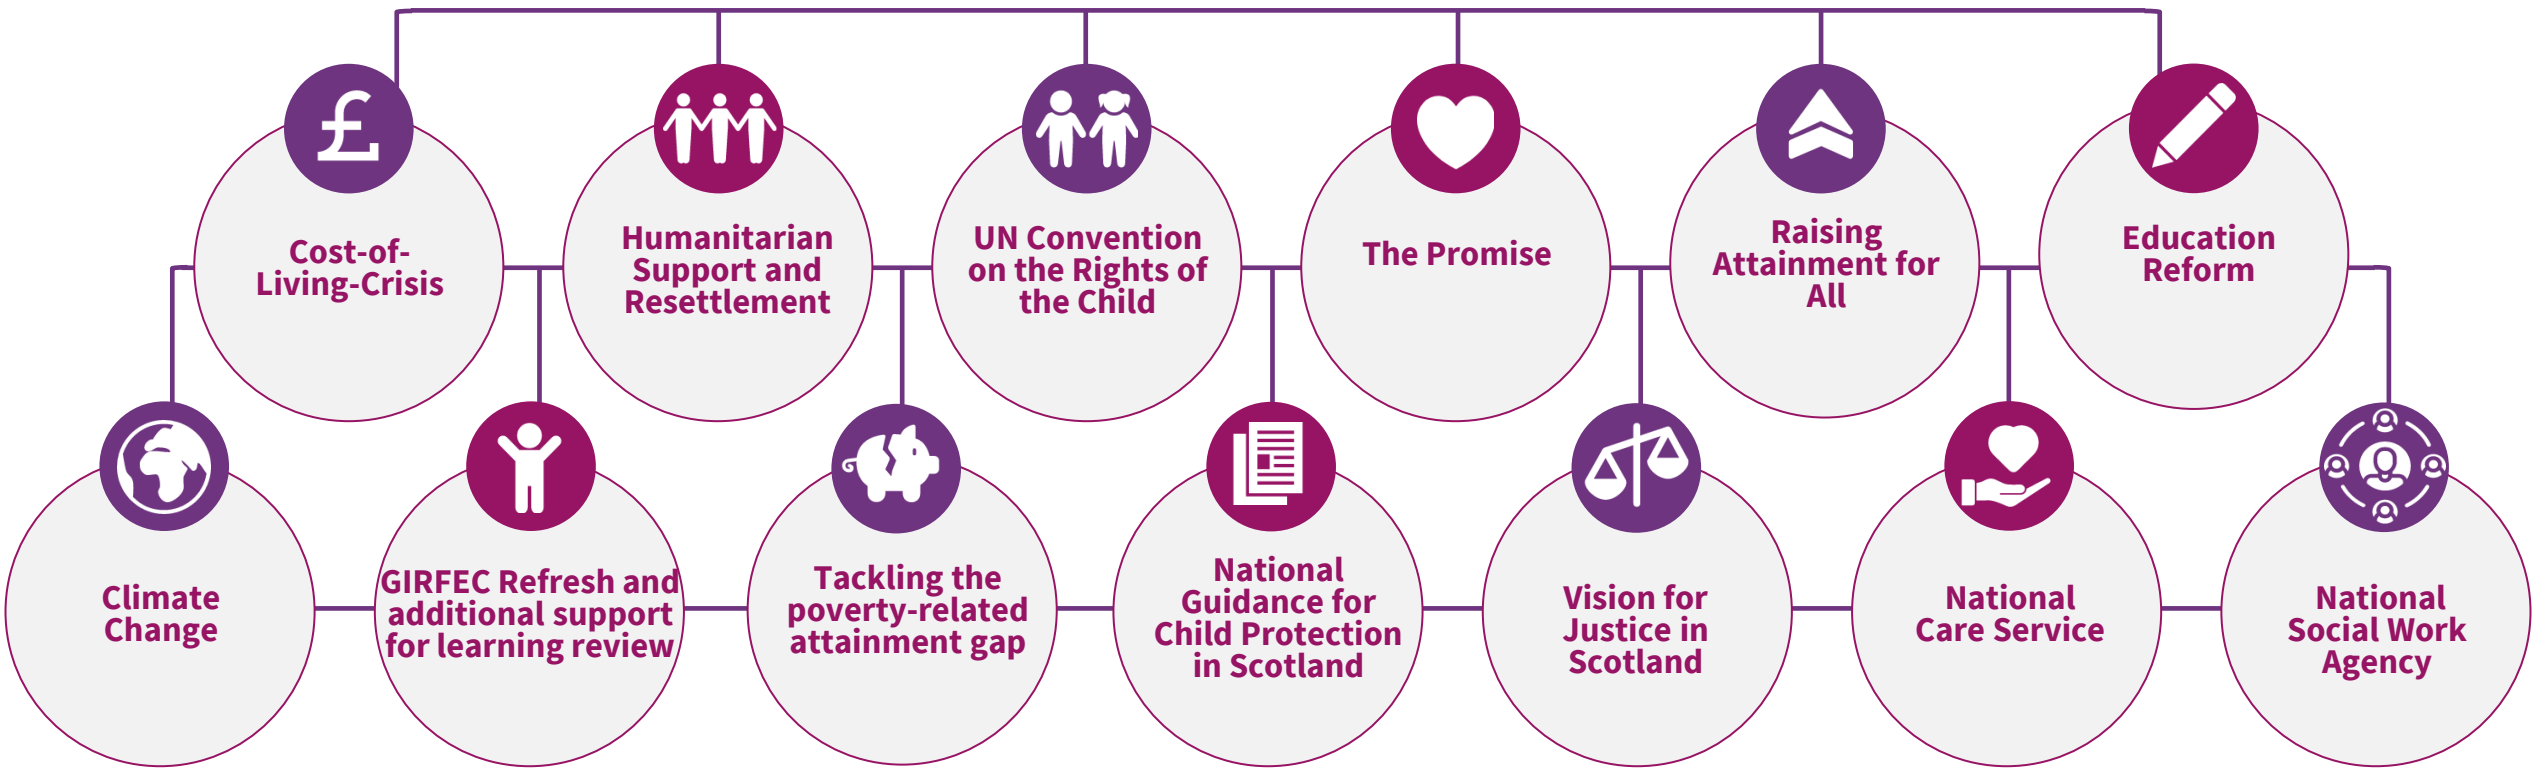 Cost-of-
Living-Crisis
Humanitarian
Support and
Resettlement
UN Convention
on the Rights of
the Child
The Promise
Raising
Attainment for
All
Education
Reform
Climate
Change
GIRFEC Refresh and
additional support
for learning review
Tackling the
poverty-related
attainment gap
National
Guidance for
Child Protection
in Scotland
Vision for
Justice in
Scotland
National
Care Service
National
Social Work
Agency